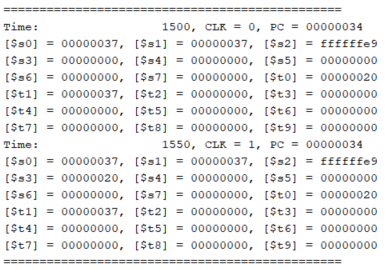 ===============================================
Time:                 1500, CLK = 0, PC = 00000034
[$s0] = 00000037, [$s1] = 00000037, [$s2] = ffffffe9
[$s3] = 00000000, [$s4] = 00000000, [$s5] = 00000000
[$s6] = 00000000, [$s7] = 00000000, [$t0] = 00000020
[$t1] = 00000037, [$t2] = 00000000, [$t3] = 00000000
[$t4] = 00000000, [$t5] = 00000000, [$t6] = 00000000
[$t7] = 00000000, [$t8] = 00000000, [$t9] = 00000000
Time:                 1550, CLK = 1, PC = 00000034
[$s0] = 00000037, [$s1] = 00000037, [$s2] = ffffffe9
[$s3] = 00000020, [$s4] = 00000000, [$s5] = 00000000
[$s6] = 00000000, [$s7] = 00000000, [$t0] = 00000020
[$t1] = 00000037, [$t2] = 00000000, [$t3] = 00000000
[$t4] = 00000000, [$t5] = 00000000, [$t6] = 00000000
[$t7] = 00000000, [$t8] = 00000000, [$t9] = 00000000
===============================================